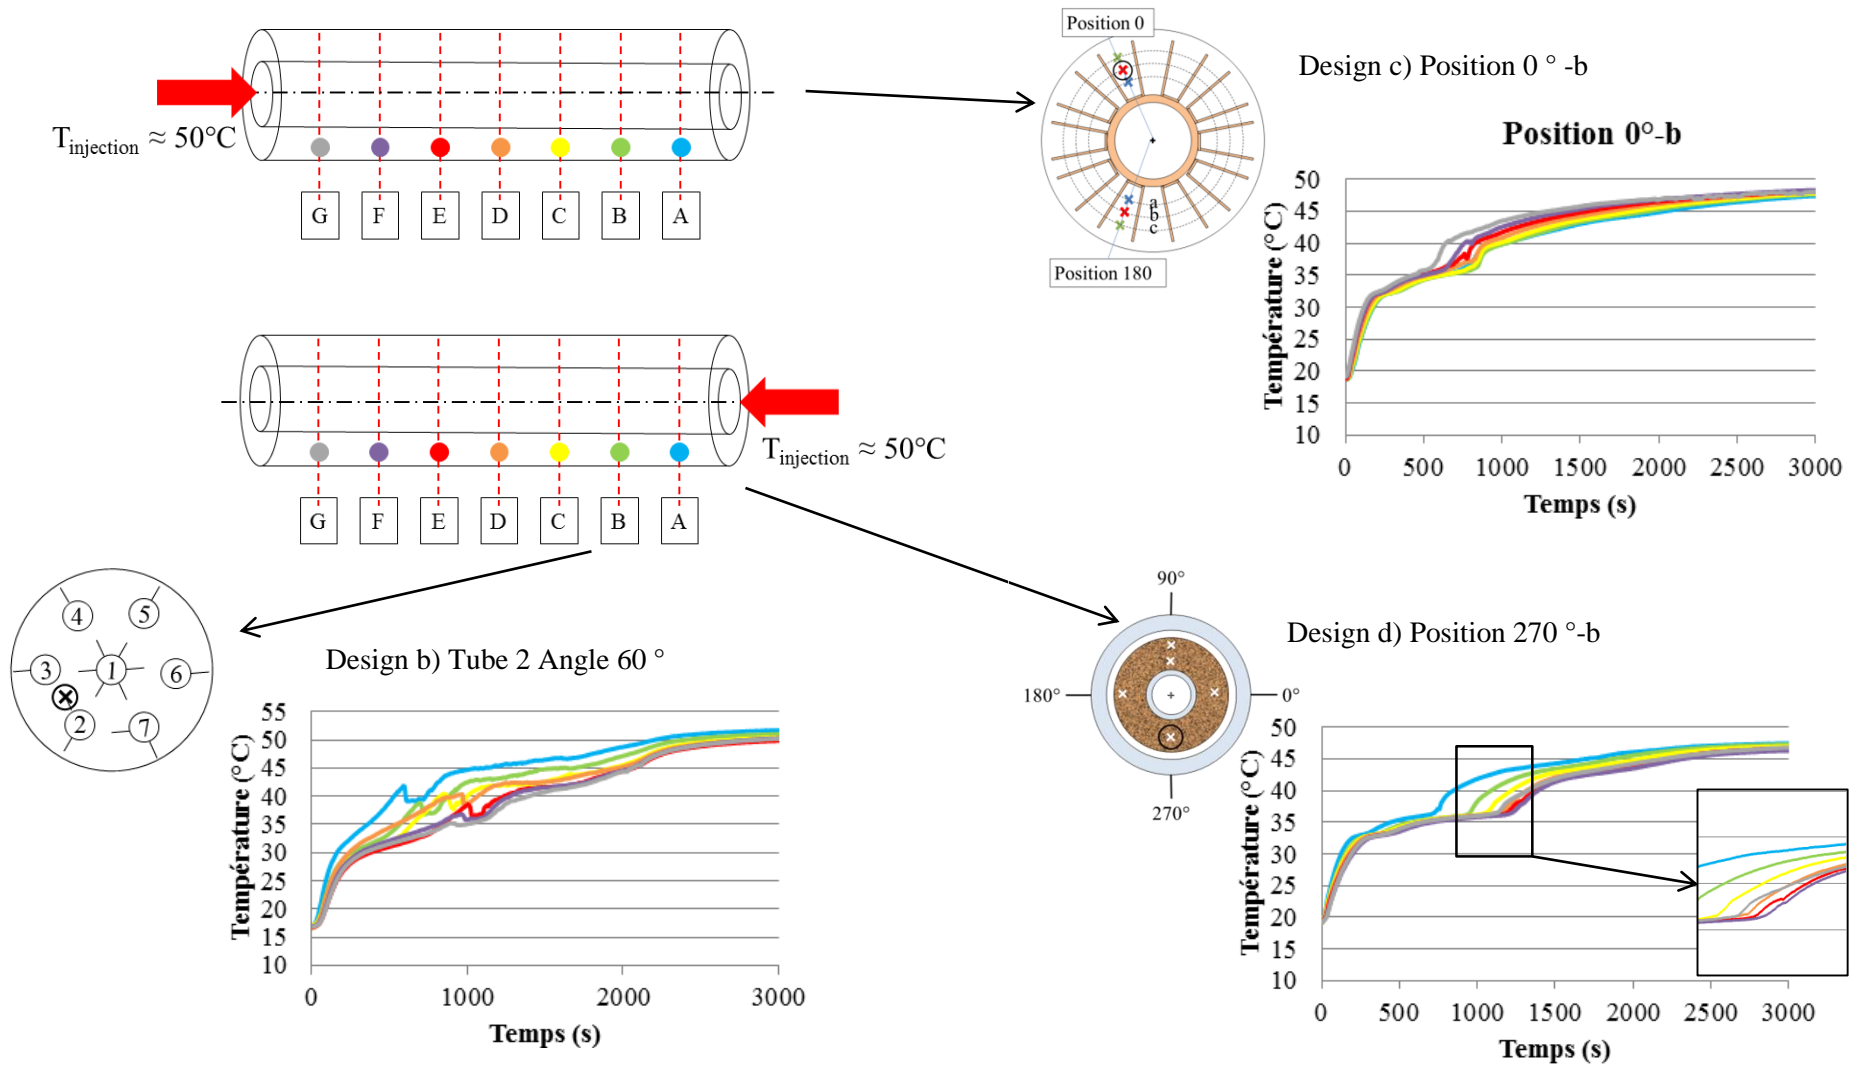 T injection ≈ 50°C
G F E D C B A
Position 0
a
b
c
Position 180
Design c) Position 0 ° -b
Position 0°-b
Température (°C)
50
45
40
35
30
25
20
15
10
0 500 1000 1500 2000 2500 3000
Temps (s)
T injection ≈ 50°C
G F E D C B A
4 5
3 1 6
2 7
Design b) Tube 2 Angle 60 °
Température (°C)
55
50
45
40
35
30
25
20
15
10
0 1000 2000 3000
Temps (s)
90°
180° 0°
270°
Design d) Position 270 °-b
Température (°C)
50
45
40
35
30
25
20
15
10
0 500 1000 1500 2000 2500 3000
Temps (s)